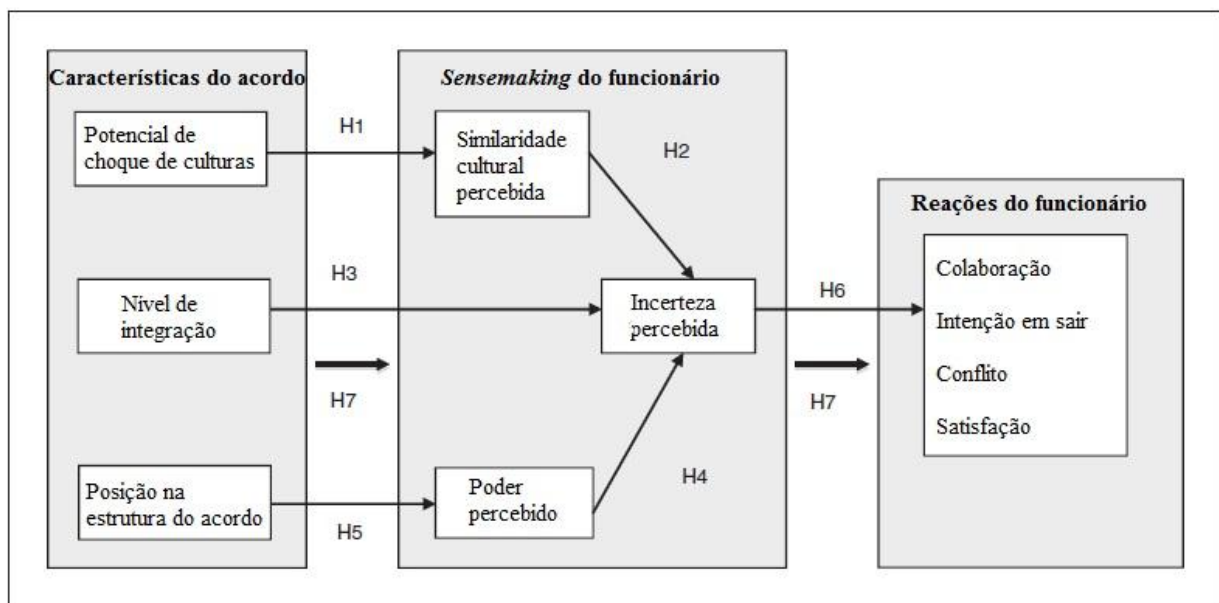 Características do acordo
Potencial de
choque de culturas
Nível de
integração
Posição na
estrutura do acordo
H1
H3
H7
H5
Sensemaking do funcionário
Similaridade
cultural
percebida
H2
Incerteza
percebida
Poder
percebido
H4
H6
H7
Reações do funcionário
Colaboração
Intenção em sair
Conflito
Satisfação